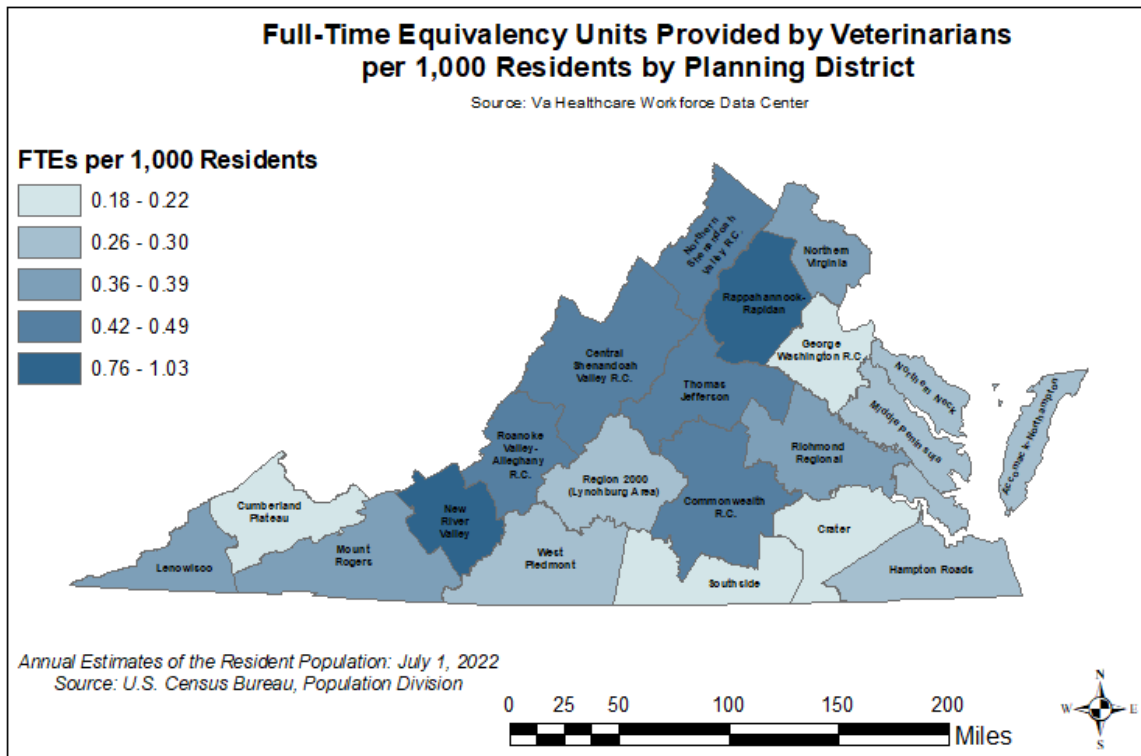 Full-Time Equivalency Units Provided by Veterinarians
per 1,000 Residents by Planning District
Source: Va Healthcare Workforce Data Center
FTEs per 1,000 Residents
0.18 - 0.22
0.26 - 0.30
0.36 - 0.39
0.42 - 0.49
0.76 - 1.03
Northern
Shenandoah
Valley R.C.
Northern
Virginia
Rappahannook-
Rapidan
George
Washington R.C.
Northern Neck
Middle Peninsula
Accomack-Northampton
Central
Shenandoah
Valley R.C.
Thomas
Jefferson
Roanoke
Valley-
Alleghany
R.C.
Richmond
Regional
Region 2000
(Lynchburg Area)
Commonwealth
R.C.
Cumberland
Plateau
New
River
Valley
Crater
Mount
Rogers
West
Piedmont
Lenowisco
Southside
Hampton Roads
Annual Estimates of the Resident Population: July 1, 2022
Source: U.S. Census Bureau, Population Division
0 25 50 100 150 200
Miles
N
W E
S